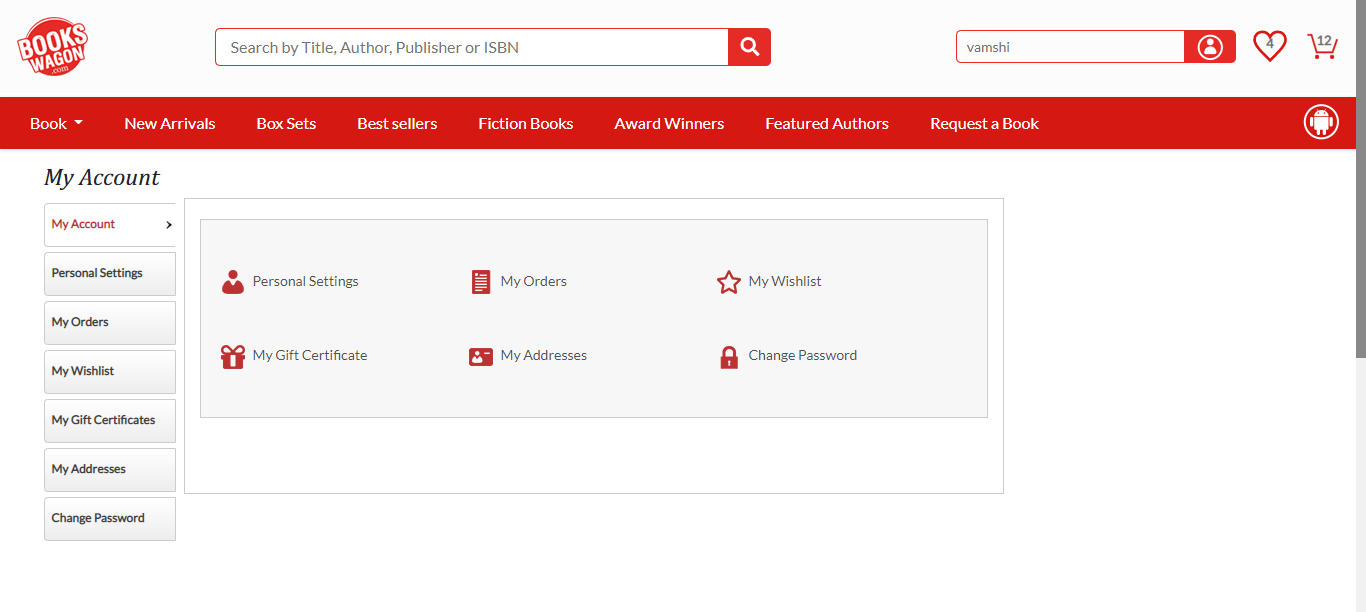 BOOKS
WAGON
.com
Search by Title, Author, Publisher or ISBN
vamshi
4
12
Book
New Arrivals
Box Sets
Best sellers
Fiction Books
Award Winners
Featured Authors
Request a Book
My Account
My Account
Personal Settings
My Orders
My Wishlist
My Gift Certificates
My Addresses
Change Password
Personal Settings
My Orders
My Wishlist
My Gift Certificate
My Addresses
Change Password